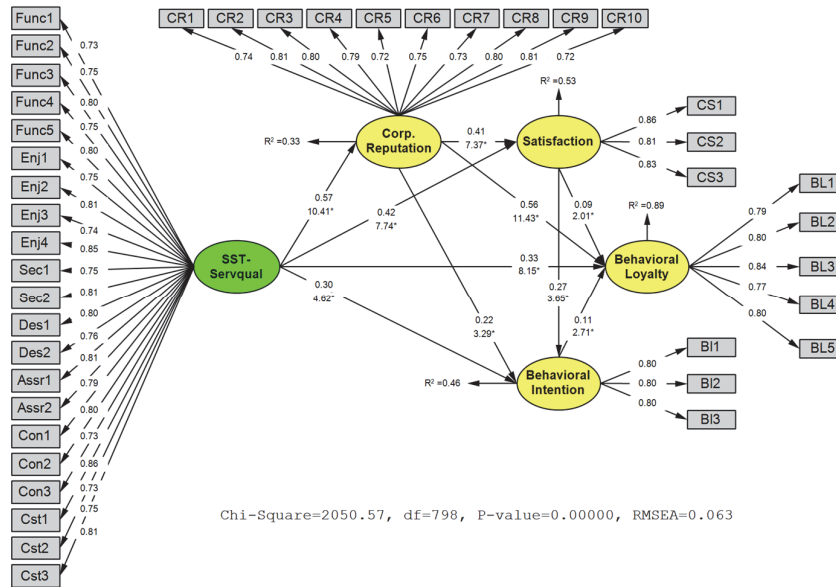 CR1 CR2 CR3 CR4 CR5 CR6 CR7 CR8 CR9 CR10
0.74 0.81 0.80 0.79 0.72 0.75 0.73 0.80 0.81 0.72
Func1
Func2
Func3
Func4
Func5
Enj1
Enj2
Enj3
Enj4
Sec1
Sec2
Des1
Des2
Assr1
Assr2
Con1
Con2
Con3
Cst1
Cst2
Cst3
0.73
0.75
0.80
0.75
0.80
0.75
0.81
0.74
0.85
0.75
0.81
0.80
0.76
0.81
0.79
0.80
0.73
0.86
0.73
0.75
0.81
SST-
Servqual
R² =0.33
Corp.
Reputation
0.57
10.41*
0.41
7.37*
0.42
7.74*
0.56
11.43*
0.33
8.15*
0.30
4.62*
0.22
3.29*
R² =0.53
Satisfaction
0.86
0.81
0.83
CS1
CS2
CS3
0.09
2.01*
0.27
3.65*
0.11
2.71*
R² =0.89
Behavioral
Loyalty
0.79
0.80
0.84
0.77
0.80
BL1
BL2
BL3
BL4
BL5
R² =0.46
Behavioral
Intention
0.80
0.80
0.80
BI1
BI2
BI3
Chi-Square=2050.57, df=798, P-value=0.00000, RMSEA=0.063